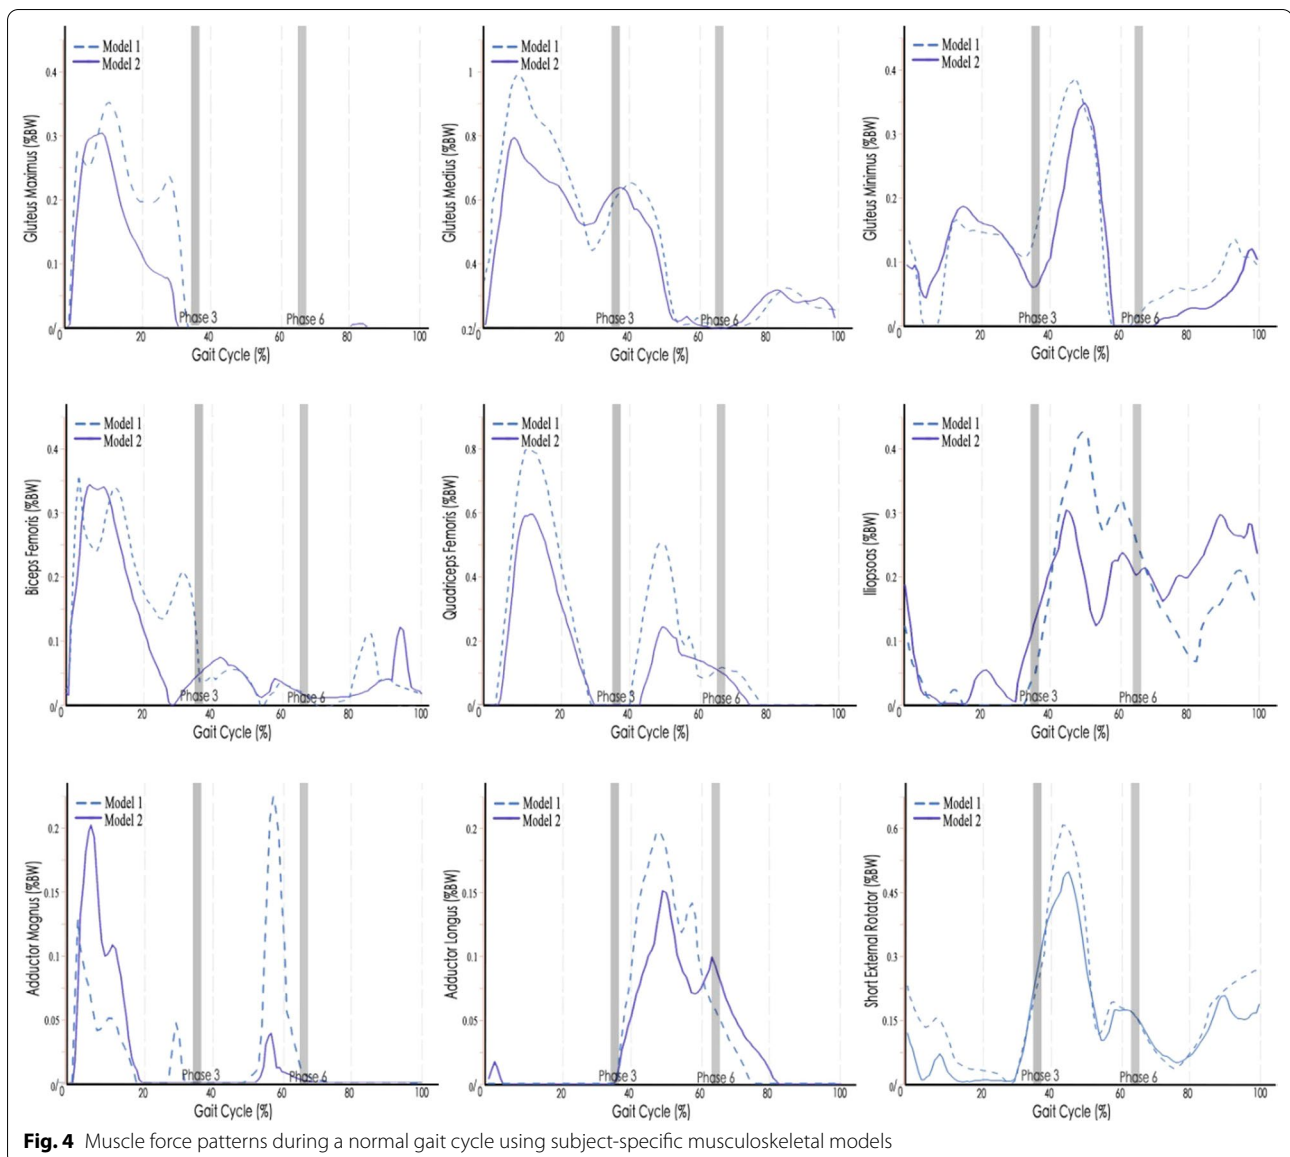 Model 1
Model 2
Gluteus Maximus (%BW)
0.4
0.3
0.2
0.1
0/
0
20
40
60
80
100
Phase 3
Phase 6
Gait Cycle (%)
Model 1
Model 2
Gluteus Medius (%BW)
1
0.8
0.6
0.4
0.2/
0
20
40
60
80
100
Phase 3
Phase 6
Gait Cycle (%)
Model 1
Model 2
Gluteus Minimus (%BW)
0.4
0.3
0.2
0.1
0/
0
20
40
60
80
100
Phase 3
Phase 6
Gait Cycle (%)
Model 1
Model 2
Biceps Femoris (%BW)
0.4
0.3
0.2
0.1
0/
0
20
40
60
80
100
Phase 3
Phase 6
Gait Cycle (%)
Model 1
Model 2
Quadriceps Femoris (%BW)
0.8
0.6
0.4
0.2
0/
0
20
40
60
80
100
Phase 3
Phase 6
Gait Cycle (%)
Model 1
Model 2
Iliapsoas (%BW)
0.4
0.3
0.2
0.1
0/
0
20
40
60
80
100
Phase 3
Phase 6
Gait Cycle (%)
Model 1
Model 2
Adductor Magnus (%BW)
0.2
0.15
0.1
0.05
0/
0
20
40
60
80
100
Phase 3
Phase 6
Gait Cycle (%)
Model 1
Model 2
Adductor Longus (%BW)
0.2
0.15
0.1
0.05
0/
0
20
40
60
80
100
Phase 3
Phase 6
Gait Cycle (%)
Model 1
Model 2
Short External Rotator (%BW)
0.6
0.45
0.3
0.15
0/
0
20
40
60
80
100
Phase 3
Phase 6
Gait Cycle (%)
Fig. 4 Muscle force patterns during a normal gait cycle using subject-specific musculoskeletal models